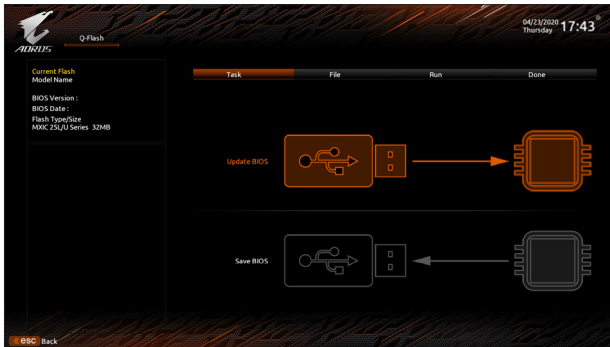 AORUS
Q-Flash
04/23/2020
Thursday
17:43
Current Flash
Model Name
BIOS Version :
BIOS Date :
Flash Type/Size
MXIC 25L/U Series 32MB
Task File Run Done
Update BIOS
Save BIOS
esc Back